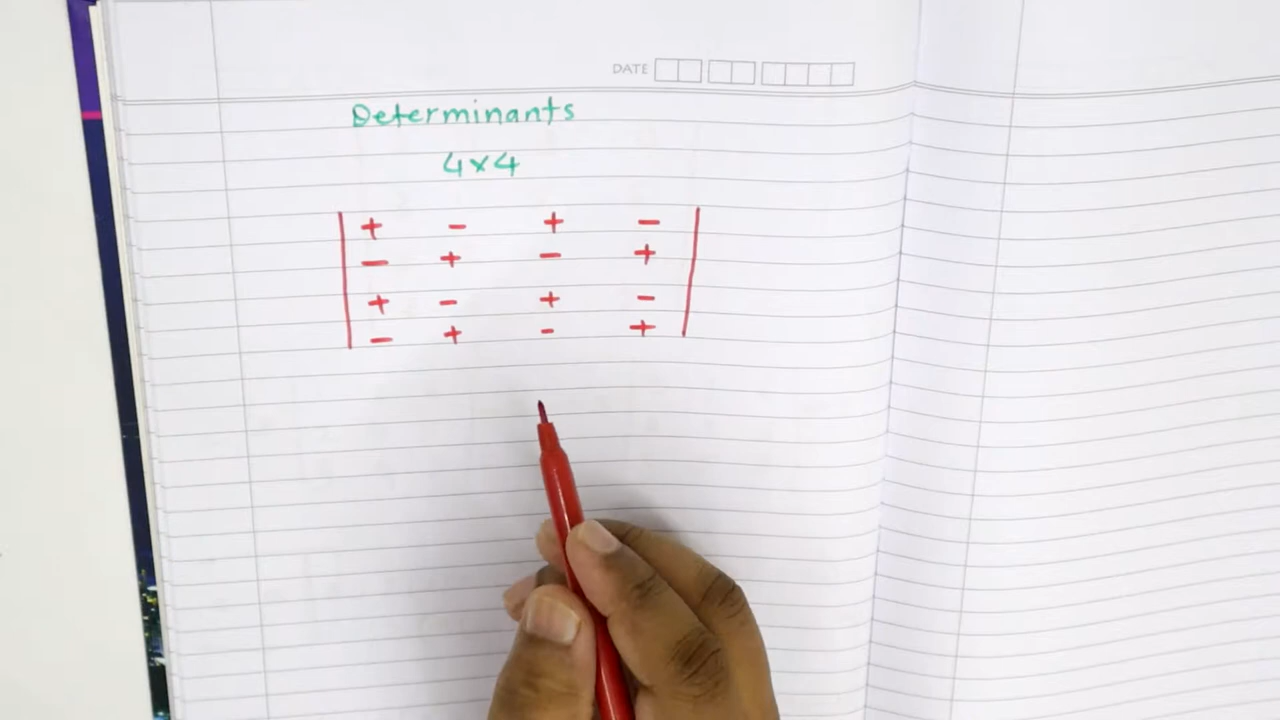 DATE
Determinants
4×4
+ - + -
- + - +
+ - + -
- + - +